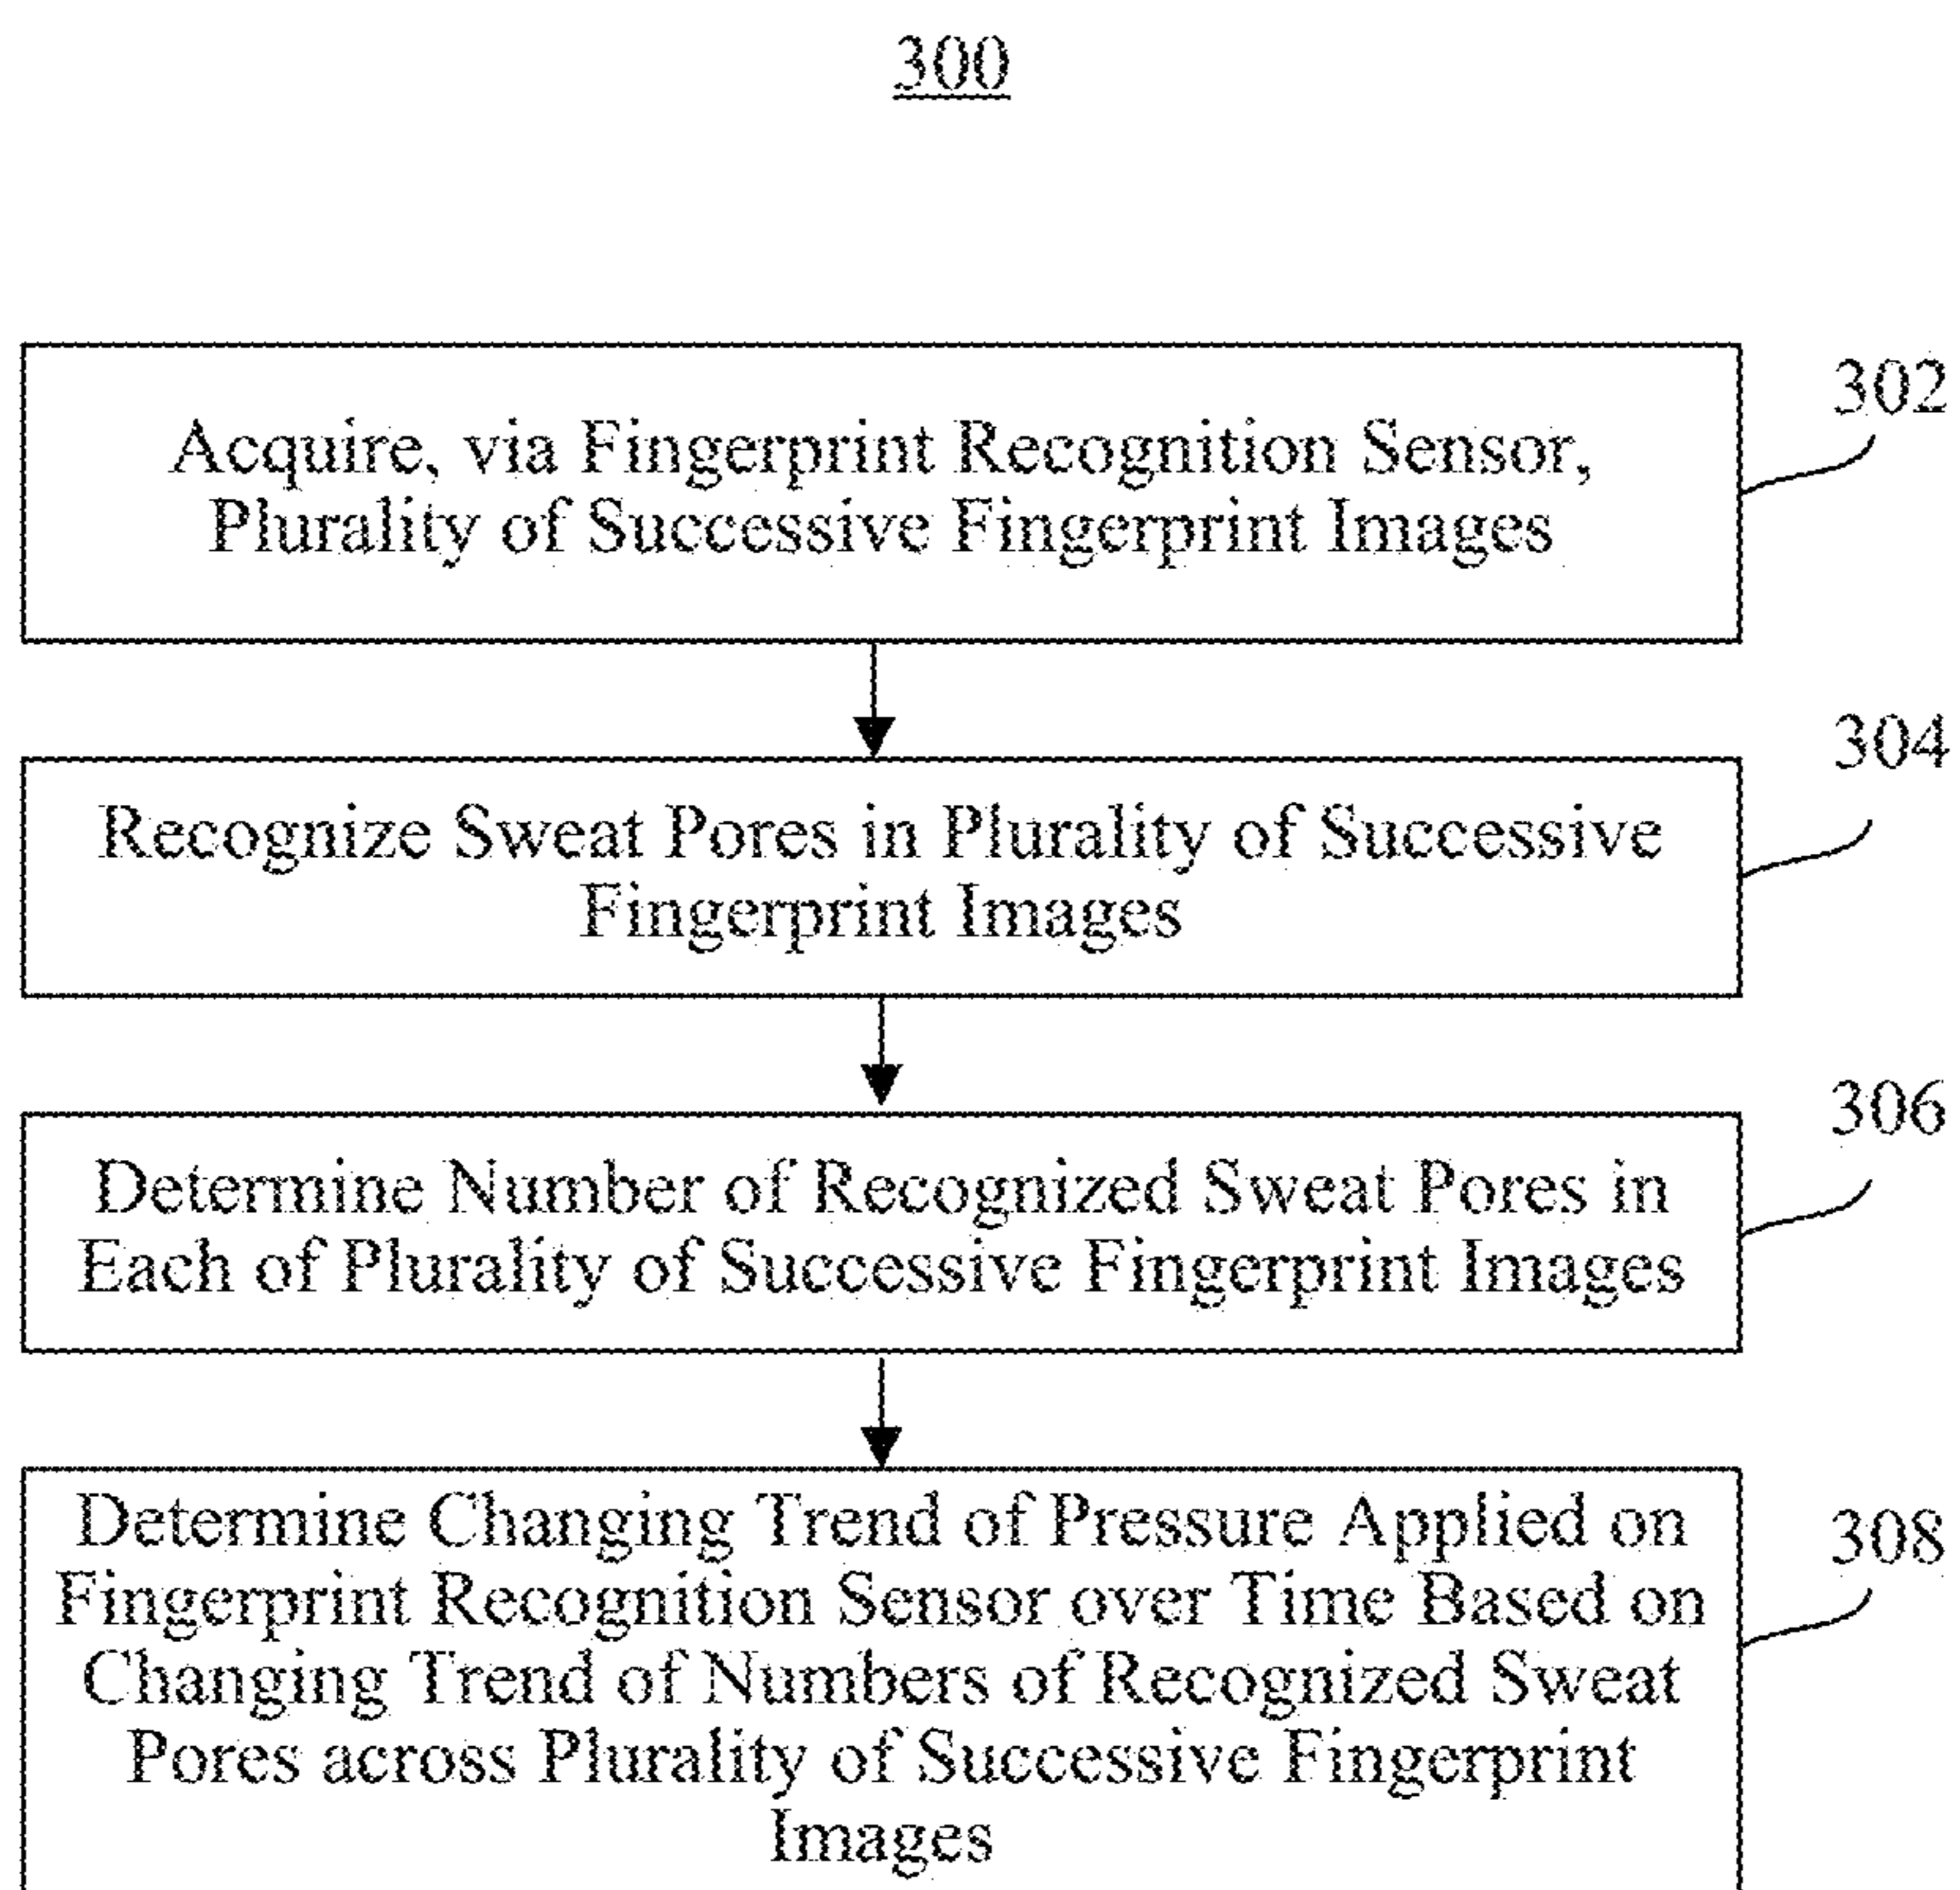 300
302
Acquire, via Fingerprint Recognition Sensor,
Plurality of Successive Fingerprint Images
304
Recognize Sweat Pores in Plurality of Successive
Fingerprint Images
306
Determine Number of Recognized Sweat Pores in
Each of Plurality of Successive Fingerprint Images
308
Determine Changing Trend of Pressure Applied on
Fingerprint Recognition Sensor over Time Based on
Changing Trend of Numbers of Recognized Sweat
Pores across Plurality of Successive Fingerprint
Images